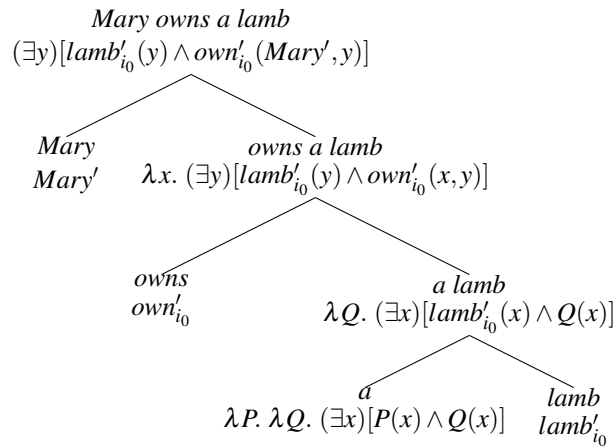 Mary owns a lamb
(∃y)[lamb′_{i₀}(y) ∧ own′_{i₀}(Mary′, y)]
Mary
Mary′
owns a lamb
λx. (∃y)[lamb′_{i₀}(y) ∧ own′_{i₀}(x, y)]
owns
own′_{i₀}
a lamb
λQ. (∃x)[lamb′_{i₀}(x) ∧ Q(x)]
a
λP. λQ. (∃x)[P(x) ∧ Q(x)]
lamb
lamb′_{i₀}